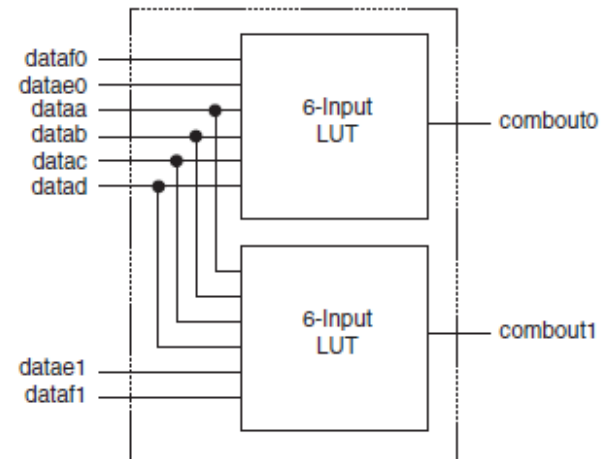 dataf0
datae0
dataa
datab
datac
datad
6-Input
LUT
combout0
6-Input
LUT
combout1
datae1
dataf1